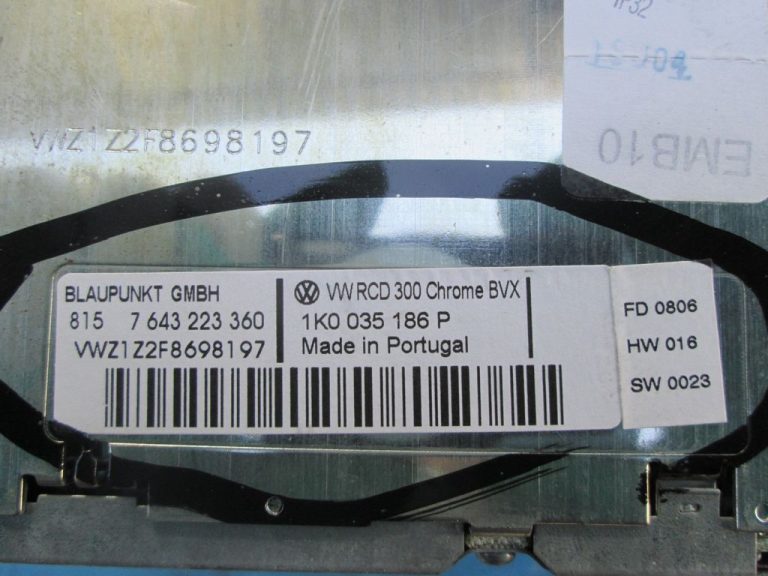 VWZ1Z2F8698197
EMB10
BLAUPUNKT GMBH
815 7 643 223 360
VWZ1Z2F8698197
VW RCD 300 Chrome BVX
1K0 035 186 P
Made in Portugal
FD 0806
HW 016
SW 0023